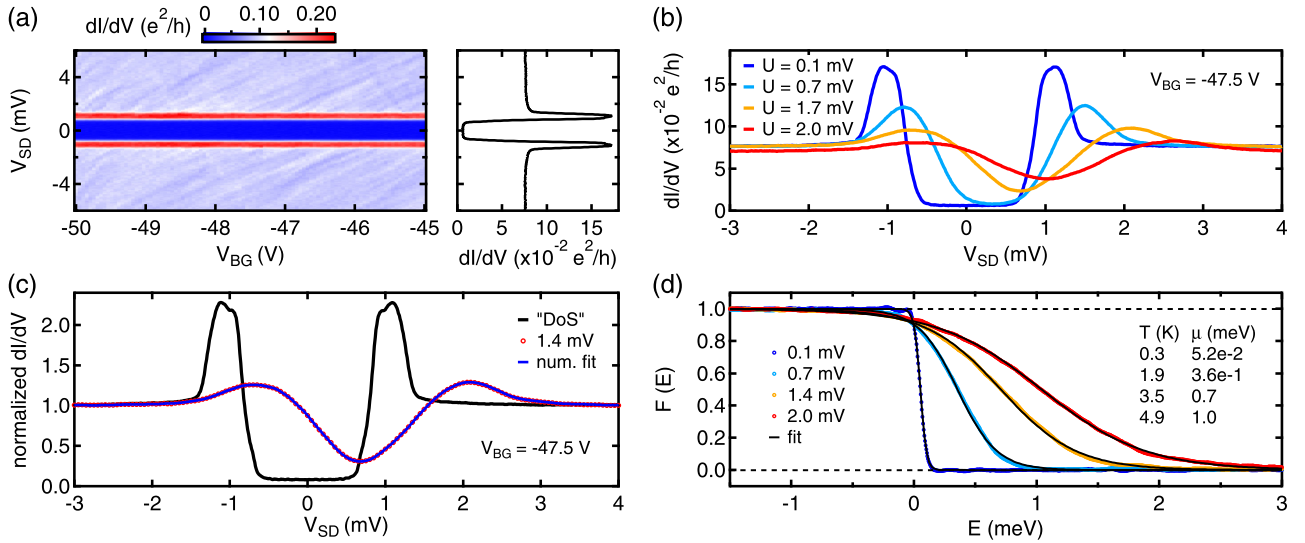 (a)
dI/dV (e²/h)
0 0.10 0.20
V_SD (mV)
4
0
-4
-50 -49 -48 -47 -46 -45
V_BG (V)
0 5 10 15
dI/dV (x10⁻² e²/h)
(b)
dI/dV (x10⁻² e²/h)
15
10
5
0
U = 0.1 mV
U = 0.7 mV
U = 1.7 mV
U = 2.0 mV
V_BG = -47.5 V
-3 -2 -1 0 1 2 3 4
V_SD (mV)
(c)
normalized dI/dV
2.0
1.5
1.0
0.5
0.0
"DoS"
1.4 mV
num. fit
V_BG = -47.5 V
-3 -2 -1 0 1 2 3 4
V_SD (mV)
(d)
F (E)
1.0
0.8
0.6
0.4
0.2
0.0
0.1 mV
0.7 mV
1.4 mV
2.0 mV
fit
T (K) μ (meV)
0.3 5.2e-2
1.9 3.6e-1
3.5 0.7
4.9 1.0
-1 0 1 2 3
E (meV)